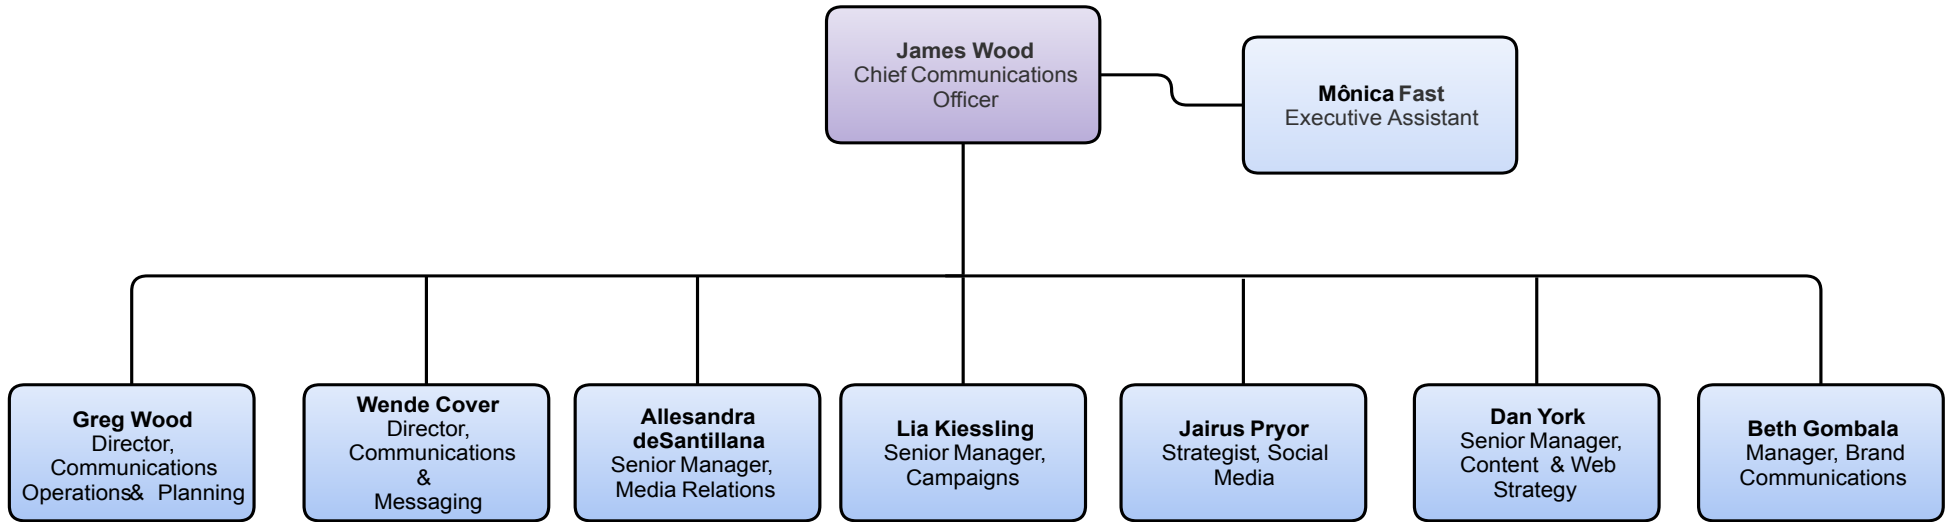 James Wood
Chief Communications
Officer
Mônica Fast
Executive Assistant
Greg Wood
Director,
Communications
Operations& Planning
Wende Cover
Director,
Communications
&
Messaging
Allesandra
deSantillana
Senior Manager,
Media Relations
Lia Kiessling
Senior Manager,
Campaigns
Jairus Pryor
Strategist, Social
Media
Dan York
Senior Manager,
Content & Web
Strategy
Beth Gombala
Manager, Brand
Communications